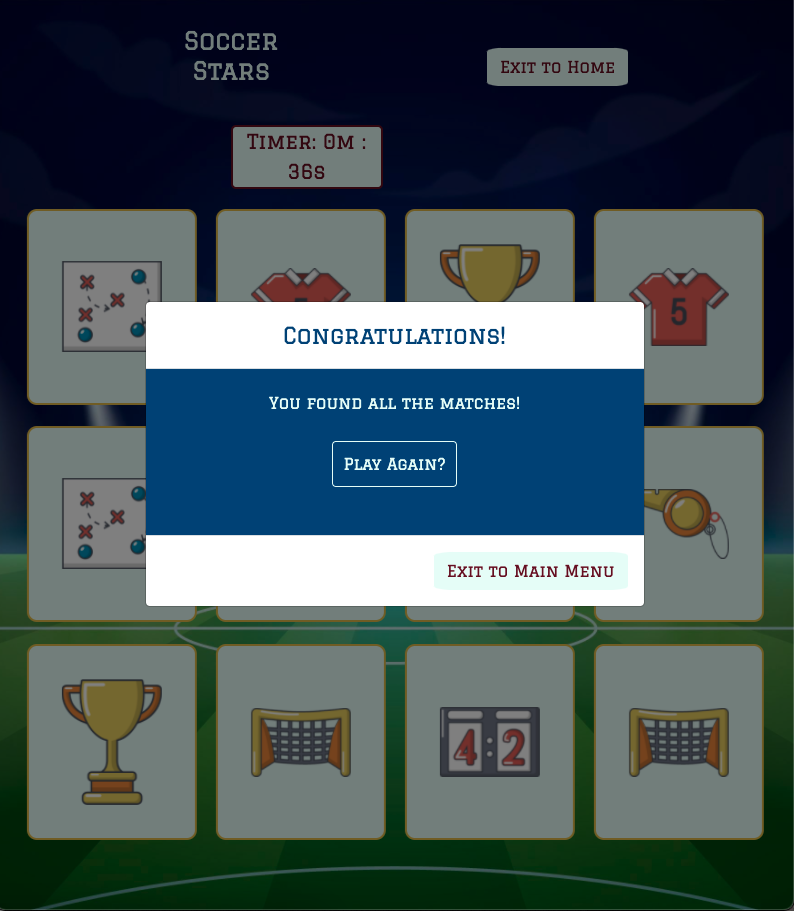 Soccer
Stars
Exit to Home
Timer: 0m :
36s
5
Congratulations!
You found all the matches!
Play Again?
Exit to Main Menu
4:2